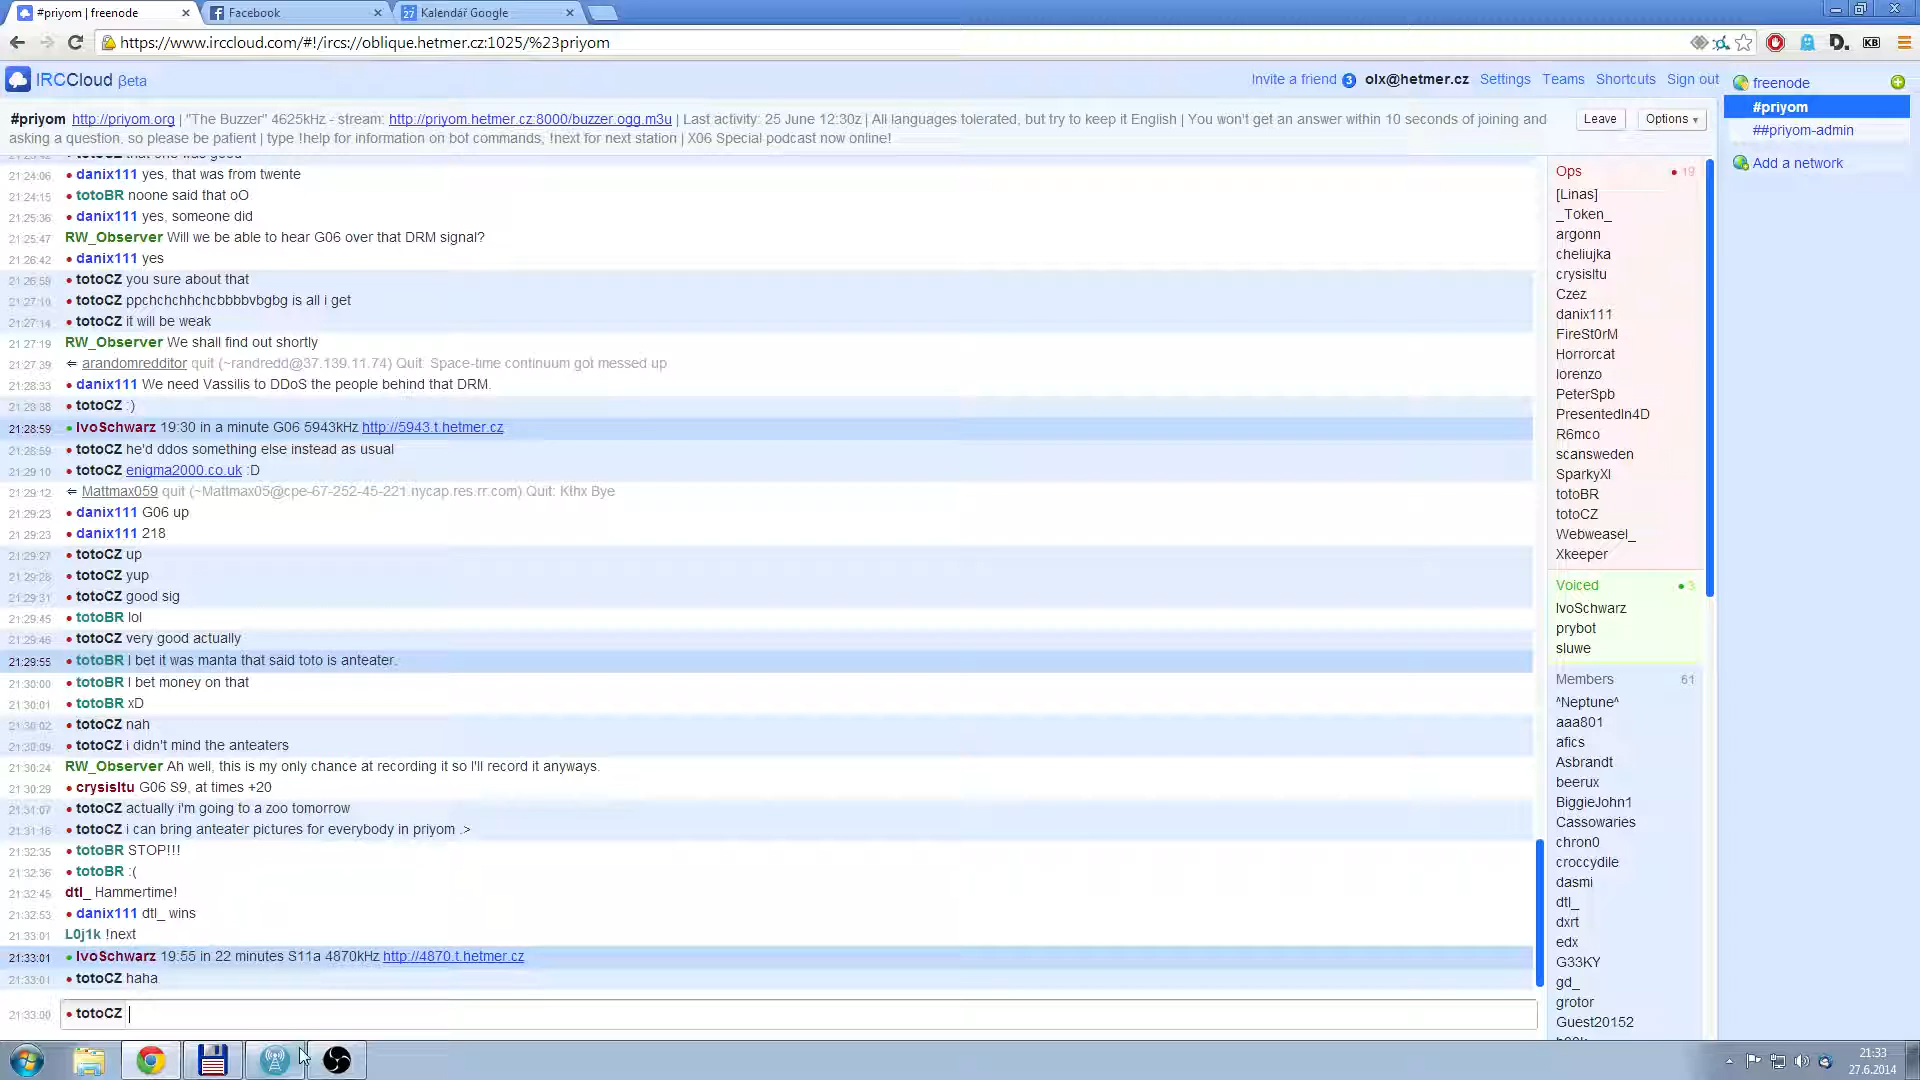 #priyom | freenode
Facebook
27 Kalendář Google
https://www.irccloud.com/#!/ircs://oblique.hetmer.cz:1025/%23priyom
D.
KB
IRCCloud βeta
Invite a friend 3 olx@hetmer.cz Settings Teams Shortcuts Sign out
#priyom http://priyom.org | "The Buzzer" 4625kHz - stream: http://priyom.hetmer.cz:8000/buzzer.ogg.m3u | Last activity: 25 June 12:30z | All languages tolerated, but try to keep it English | You won't get an answer within 10 seconds of joining and
asking a question, so please be patient | type !help for information on bot commands, !next for next station | X06 Special podcast now online!
Leave Options
totoCZ that one was good
21:24:06 danix111 yes, that was from twente
21:24:15 totoBR noone said that oO
21:25:36 danix111 yes, someone did
21:25:47 RW_Observer Will we be able to hear G06 over that DRM signal?
21:26:42 danix111 yes
21:26:59 totoCZ you sure about that
21:27:10 totoCZ ppchchchhchcbbbbvbgbg is all i get
21:27:14 totoCZ it will be weak
21:27:19 RW_Observer We shall find out shortly
21:27:39 ⇐ arandomredditor quit (~randredd@37.139.11.74) Quit: Space-time continuum got messed up
21:28:33 danix111 We need Vassilis to DDoS the people behind that DRM.
totoCZ :)
21:28:59 IvoSchwarz 19:30 in a minute G06 5943kHz http://5943.t.hetmer.cz
21:28:59 totoCZ he'd ddos something else instead as usual
21:29:10 totoCZ enigma2000.co.uk :D
21:29:12 ⇐ Mattmax059 quit (~Mattmax05@cpe-67-252-45-221.nycap.res.rr.com) Quit: Kthx Bye
21:29:23 danix111 G06 up
21:29:23 danix111 218
21:29:27 totoCZ up
21:29:28 totoCZ yup
21:29:31 totoCZ good sig
21:29:45 totoBR lol
21:29:46 totoCZ very good actually
21:29:55 totoBR I bet it was manta that said toto is anteater.
21:30:00 totoBR I bet money on that
21:30:01 totoBR xD
21:30:02 totoCZ nah
21:30:09 totoCZ i didn't mind the anteaters
21:30:24 RW_Observer Ah well, this is my only chance at recording it so I'll record it anyways.
21:30:29 crysisltu G06 S9, at times +20
21:31:07 totoCZ actually i'm going to a zoo tomorrow
21:31:16 totoCZ i can bring anteater pictures for everybody in priyom .>
21:32:35 totoBR STOP!!!
21:32:36 totoBR :(
21:32:45 dtl_ Hammertime!
21:32:53 danix111 dtl_ wins
21:33:01 L0j1k !next
21:33:01 IvoSchwarz 19:55 in 22 minutes S11a 4870kHz http://4870.t.hetmer.cz
21:33:01 totoCZ haha
21:33:00 totoCZ
Ops 19
[Linas]
_Token_
argonn
cheliujka
crysisltu
Czez
danix111
FireSt0rM
Horrorcat
lorenzo
PeterSpb
PresentedIn4D
R6mco
scansweden
SparkyXI
totoBR
totoCZ
Webweasel_
Xkeeper
Voiced 3
IvoSchwarz
prybot
sluwe
Members 61
^Neptune^
aaa801
afics
Asbrandt
beerux
BiggieJohn1
Cassowaries
chron0
croccydile
dasmi
dtl_
dxrt
edx
G33KY
gd_
grotor
Guest20152
freenode
#priyom
##priyom-admin
Add a network
21:33
27.6.2014